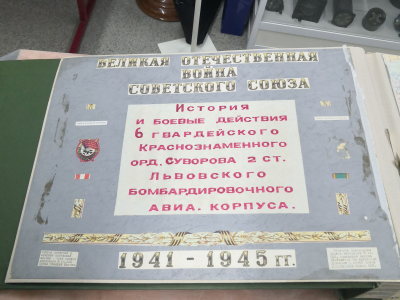 ВЕЛИКАЯ ОТЕЧЕСТВЕННАЯ
ВОЙНА
СОВЕТСКОГО СОЮЗА
История
и боевые действия
6 гвардейского
Краснознаменного
орд. Суворова 2 ст.
Львовского
бомбардировочного
авиа. корпуса.
1941 - 1945 гг.